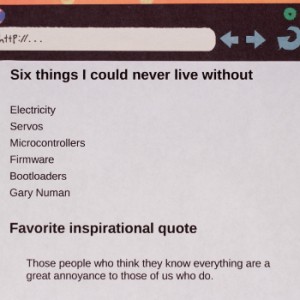 http://...
Six things I could never live without
Electricity
Servos
Microcontrollers
Firmware
Bootloaders
Gary Numan
Favorite inspirational quote
Those people who think they know everything are a
great annoyance to those of us who do.